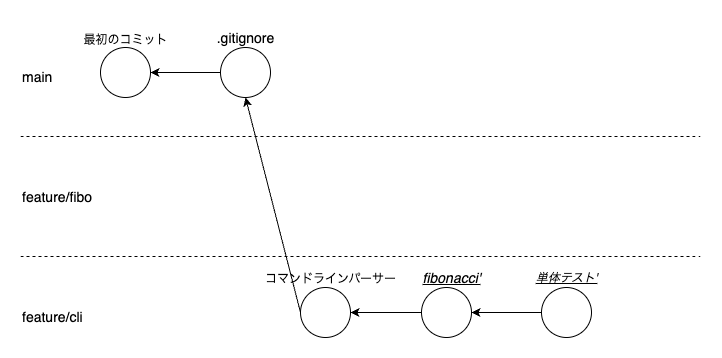 最初のコミット
.gitignore
main
feature/fibo
コマンドラインパーサー
fibonacci'
単体テスト'
feature/cli